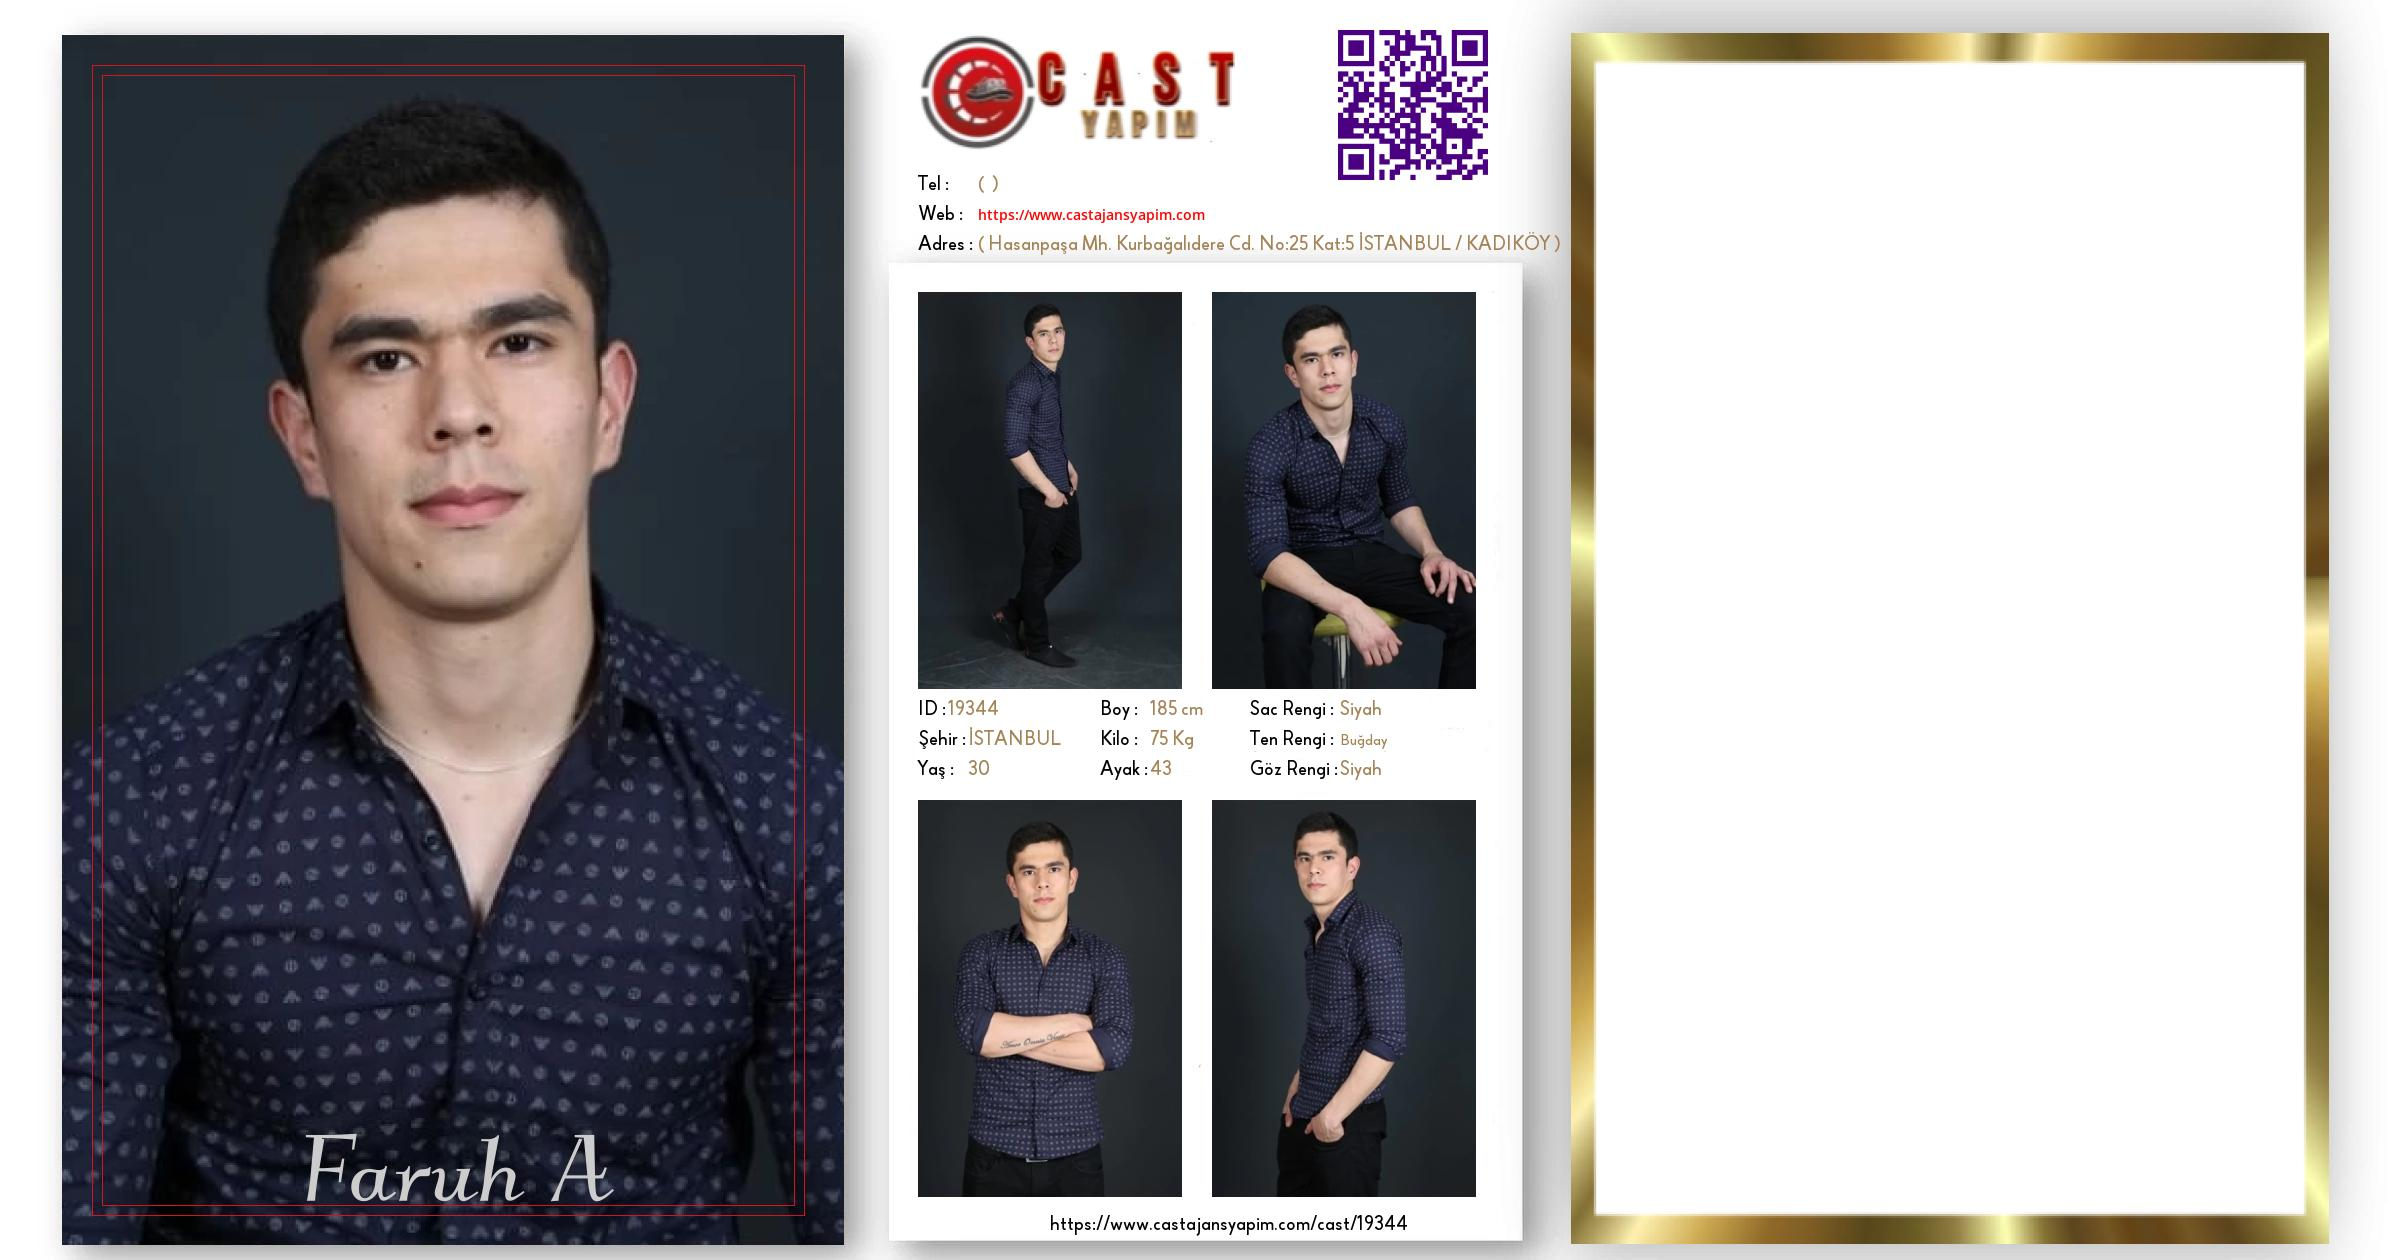 Faruh A
CAST
YAPIM
Tel : ( )
Web : https://www.castajansyapim.com
Adres : ( Hasanpaşa Mh. Kurbağalıdere Cd. No:25 Kat:5 İSTANBUL / KADIKÖY )
ID : 19344 Boy : 185 cm Sac Rengi : Siyah
Şehir : İSTANBUL Kilo : 75 Kg Ten Rengi : Buğday
Yaş : 30 Ayak : 43 Göz Rengi : Siyah
https://www.castajansyapim.com/cast/19344